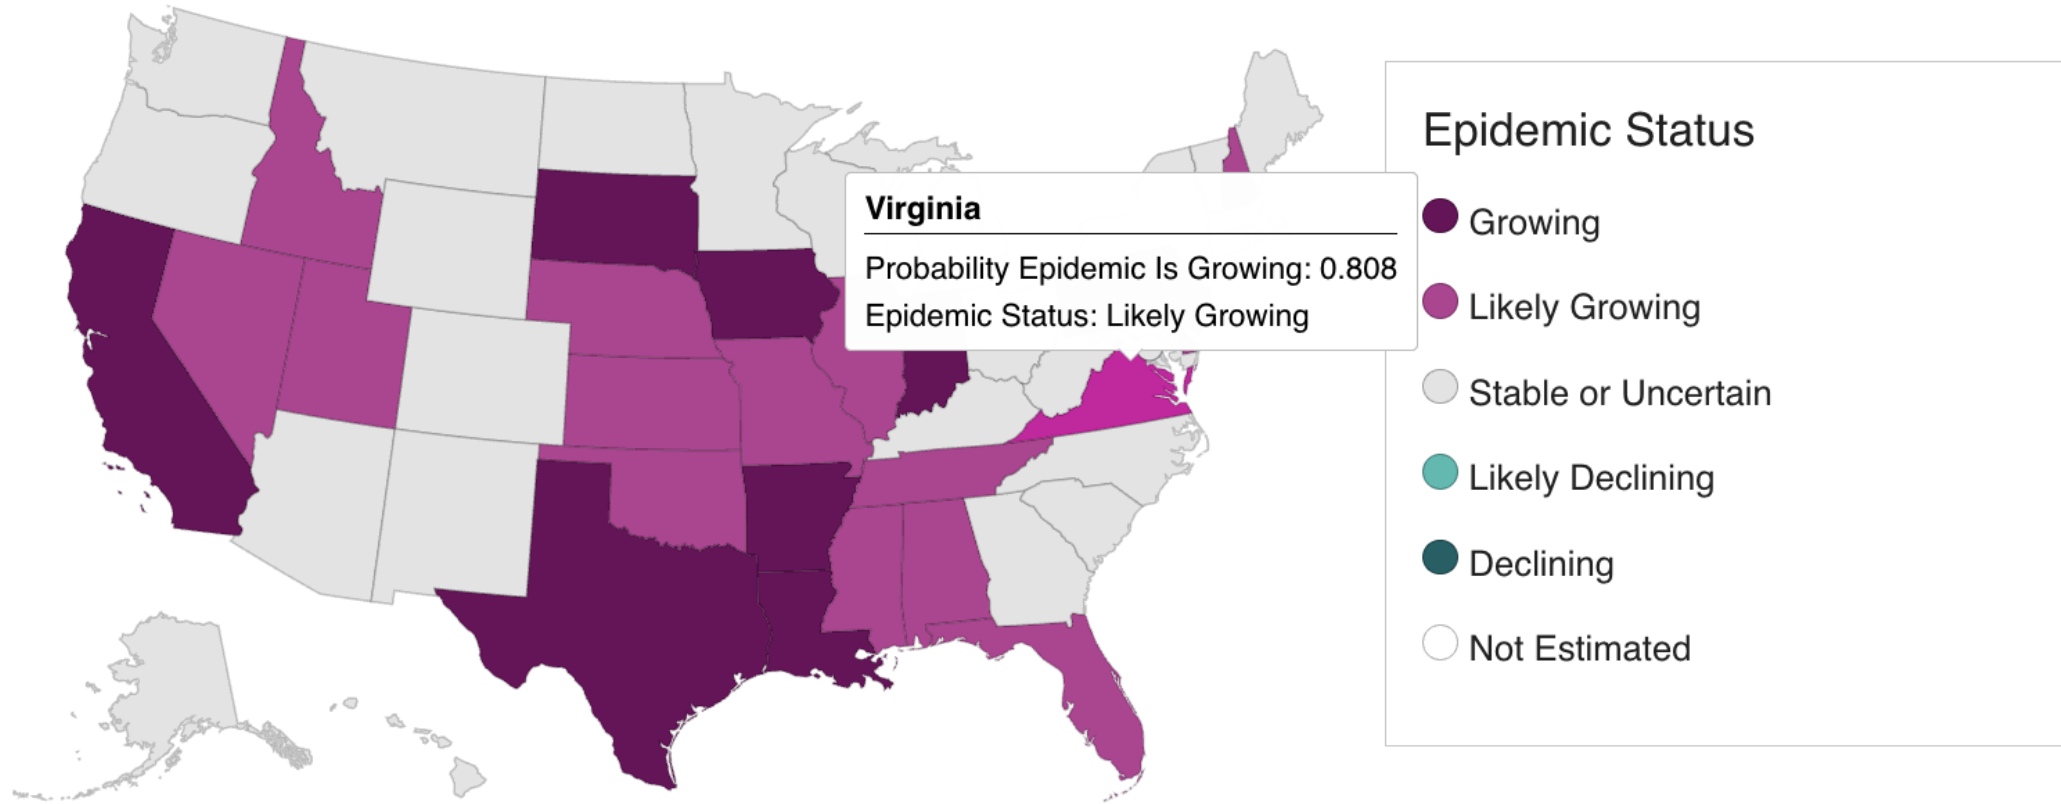 Virginia
Probability Epidemic Is Growing: 0.808
Epidemic Status: Likely Growing
Epidemic Status
Growing
Likely Growing
Stable or Uncertain
Likely Declining
Declining
Not Estimated